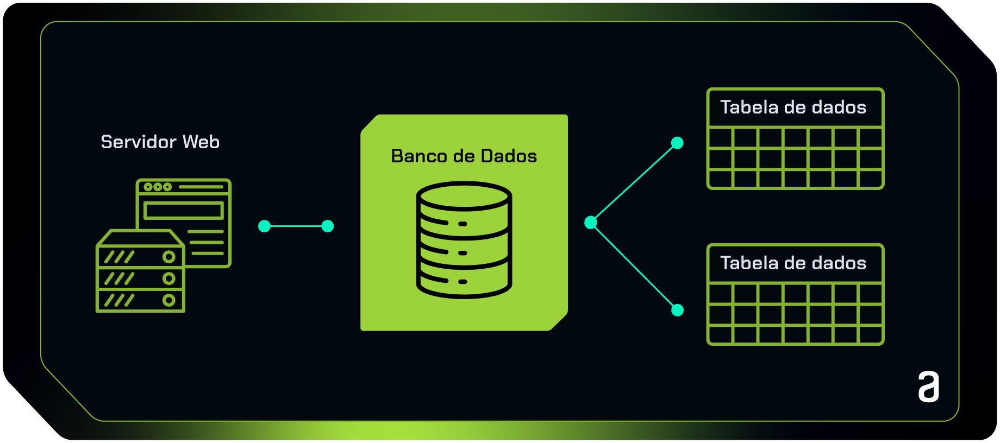 Servidor Web
Banco de Dados
Tabela de dados
Tabela de dados
a